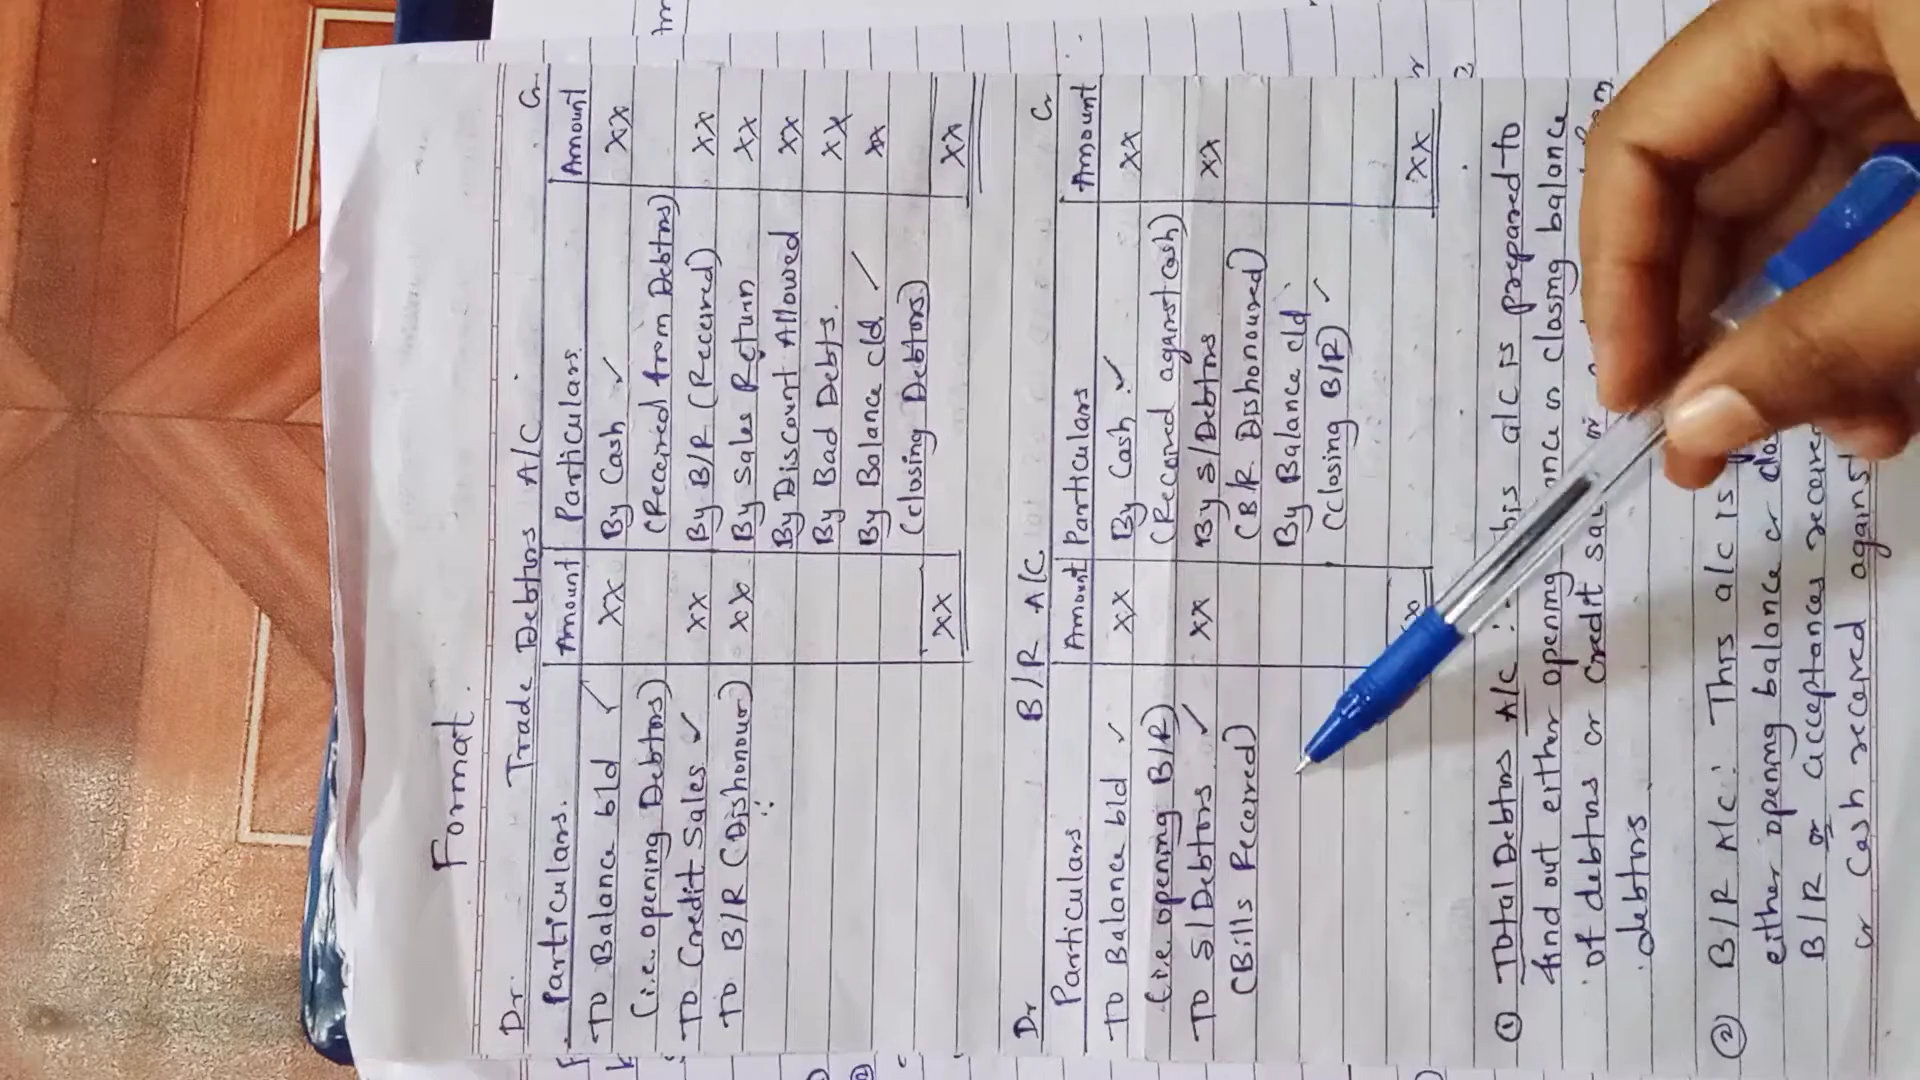 Format.
Dr. Trade Debtors A/C Cr.
Particulars. Amount Particulars Amount
To Balance b/d XX By Cash XX
(i.e. opening Debtors) (Received from Debtors)
To Credit Sales XX By B/R (Received) XX
To B/R (Dishonour) XX By Sales Return XX
By Discount Allowed XX
By Bad Debts. XX
By Balance c/d XX
(closing Debtors)
XX XX
Dr B/R A/C Cr
Particulars Amount Particulars Amount
To Balance b/d XX By Cash XX
(i.e opening B/R) (Received against cash)
To S/Debtors XX By S/Debtors XX
(Bills Received) (B/R Dishonoured)
By Balance c/d
(closing B/R)
XX
① Total Debtors A/C : a/c is prepared to
find out either opening or closing balance
of debtors or Credit
debtors
② B/R A/C: This a/c is
either opening balance or
B/R or acceptances
or Cash received